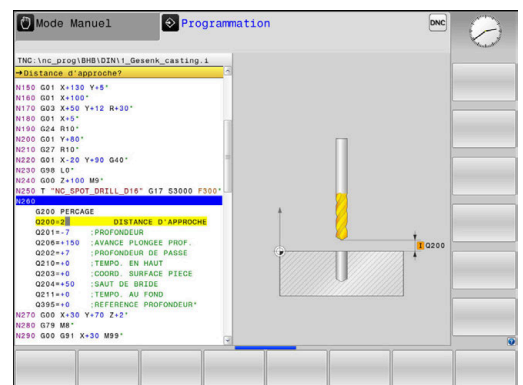 Mode Manuel
Programmation
DNC
TNC:\nc_prog\BHB\DIN\1_Gesenk_casting.i
→Distance d'approche?
N150 G01 X+130 Y+5*
N160 G01 X+100*
N170 G03 X+50 Y+12 R+30*
N180 G01 X+5*
N190 G24 R10*
N200 G01 Y+80*
N210 G27 R10*
N220 G01 X-20 Y+90 G40*
N230 G98 L0*
N240 G00 Z+100 M9*
N250 T "NC_SPOT_DRILL_D16" G17 S3000 F300*
N260
G200 PERCAGE
Q200=2 DISTANCE D'APPROCHE
Q201=-7 ;PROFONDEUR
Q206=+150 ;AVANCE PLONGEE PROF.
Q202=+7 ;PROFONDEUR DE PASSE
Q210=+0 ;TEMPO. EN HAUT
Q203=+0 ;COORD. SURFACE PIECE
Q204=+50 ;SAUT DE BRIDE
Q211=+0 ;TEMPO. AU FOND
Q395=+0 ;REFERENCE PROFONDEUR*
N270 G00 X+30 Y+70 Z+2*
N280 G79 M8*
N290 G00 G91 X+30 M99*
Q200